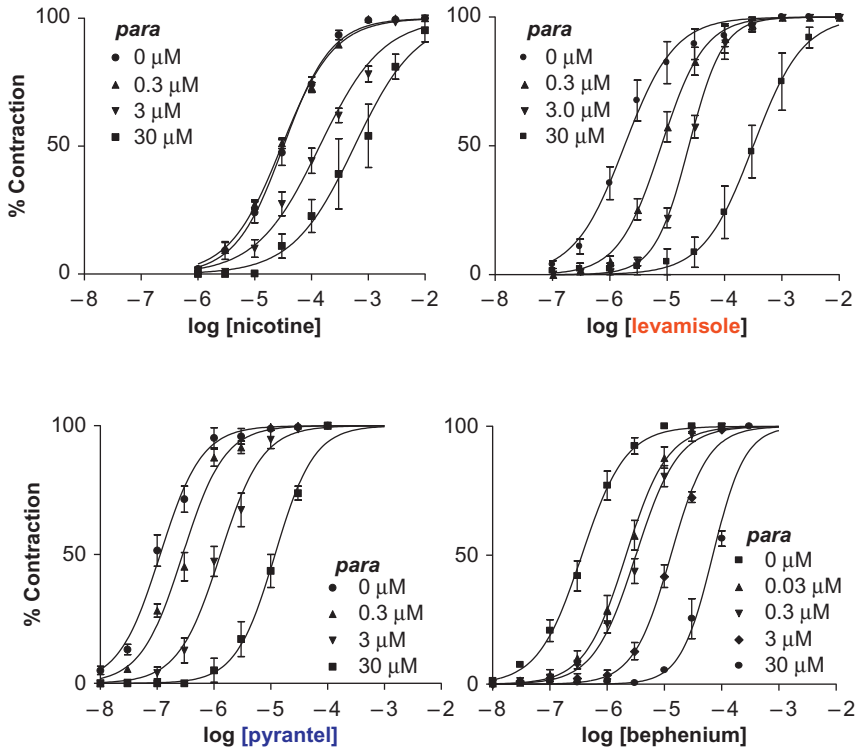 % Contraction
100
50
0
para
0 μM
0.3 μM
3 μM
30 μM
−8
−7
−6
−5
−4
−3
−2
log [nicotine]
100
50
0
para
0 μM
0.3 μM
3.0 μM
30 μM
−8
−7
−6
−5
−4
−3
−2
log [levamisole]
% Contraction
100
50
0
para
0 μM
0.3 μM
3 μM
30 μM
−8
−7
−6
−5
−4
−3
−2
log [pyrantel]
100
50
0
para
0 μM
0.03 μM
0.3 μM
3 μM
30 μM
−8
−7
−6
−5
−4
−3
−2
log [bephenium]